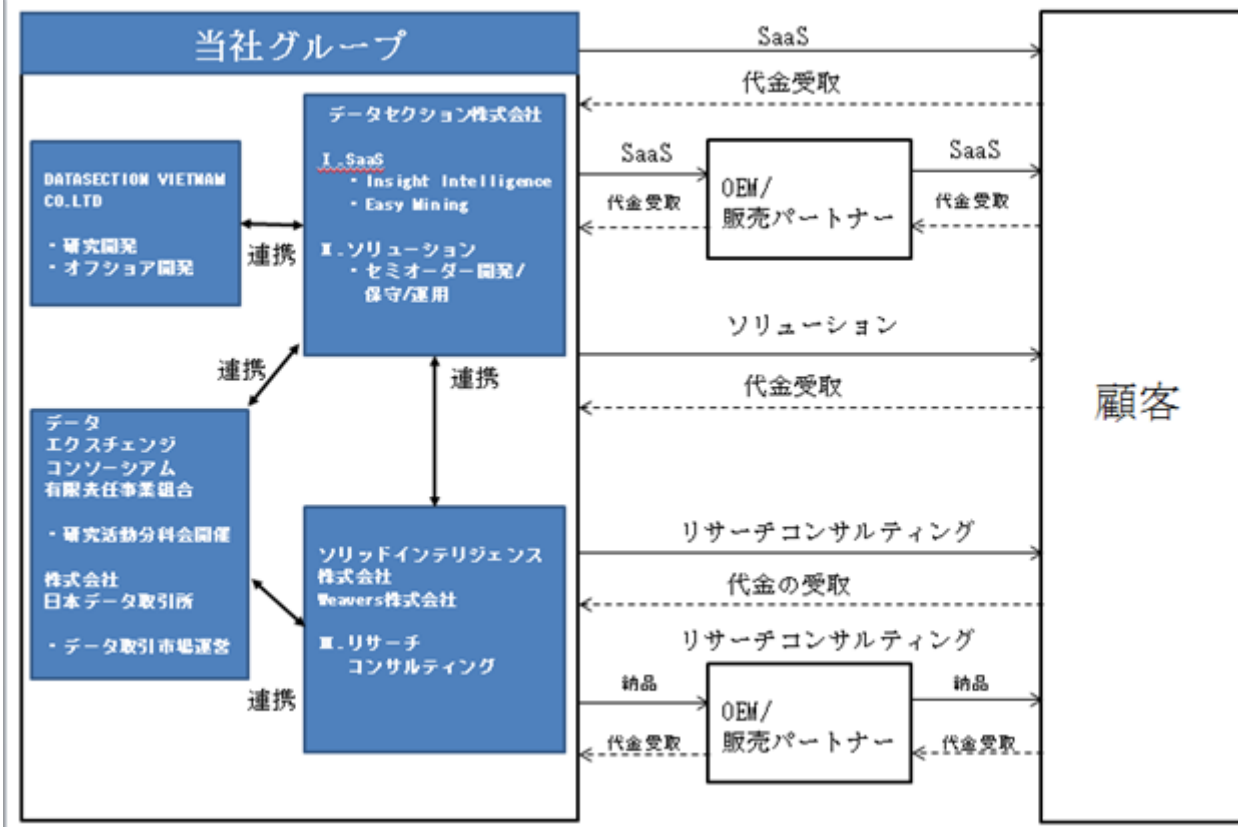 当社グループ
データセクション株式会社
Ⅰ.SaaS
・Insight Intelligence
・Easy Mining
Ⅱ.ソリューション
・セミオーダー開発/
保守/運用
DATASECTION VIETNAM
CO.LTD
・研究開発
・オフショア開発
連携
連携
連携
データ
エクスチェンジ
コンソーシアム
有限責任事業組合
・研究活動分科会開催
株式会社
日本データ取引所
・データ取引市場運営
連携
ソリッドインテリジェンス
株式会社
Weavers株式会社
Ⅲ.リサーチ
コンサルティング
SaaS
代金受取
SaaS
代金受取
OEM/
販売パートナー
SaaS
代金受取
ソリューション
代金受取
リサーチコンサルティング
代金の受取
リサーチコンサルティング
納品
代金受取
OEM/
販売パートナー
納品
代金受取
顧客